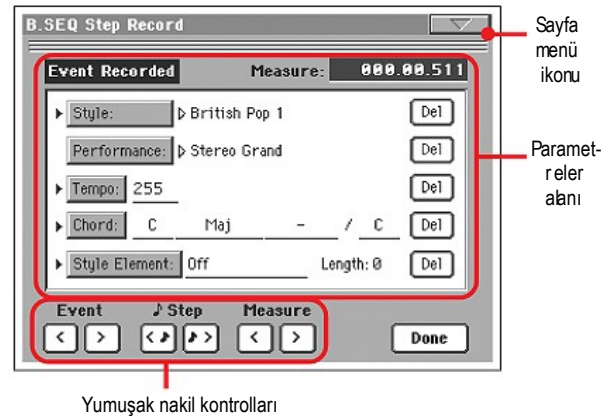 B.SEQ Step Record
Sayfa
menü
ikonu
Event Recorded Measure: 000.00.511
Style: British Pop 1 Del
Performance: Stereo Grand Del
Paramet-
reler
alanı
Tempo: 255 Del
Chord: C Maj - / C Del
Style Element: Off Length: 0 Del
Event ♪ Step Measure
< > < ♪ ♪ > < > Done
Yumuşak nakil kontrolları